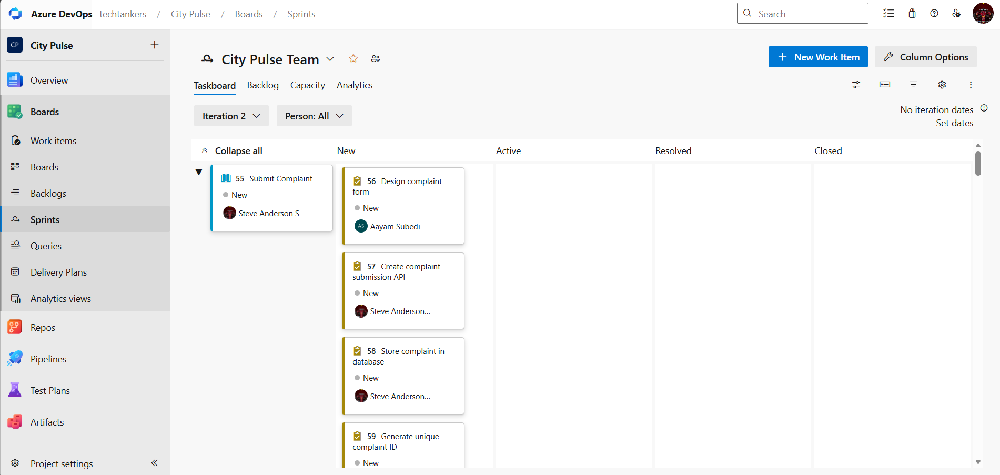 Azure DevOps techtankers / City Pulse / Boards / Sprints
Search
CP City Pulse
Overview
Boards
Work items
Boards
Backlogs
Sprints
Queries
Delivery Plans
Analytics views
Repos
Pipelines
Test Plans
Artifacts
Project settings
City Pulse Team
New Work Item
Column Options
Taskboard Backlog Capacity Analytics
Iteration 2
Person: All
No iteration dates
Set dates
Collapse all
New
Active
Resolved
Closed
55 Submit Complaint
New
Steve Anderson S
56 Design complaint
form
New
AS Aayam Subedi
57 Create complaint
submission API
New
Steve Anderson...
58 Store complaint in
database
New
Steve Anderson...
59 Generate unique
complaint ID
New